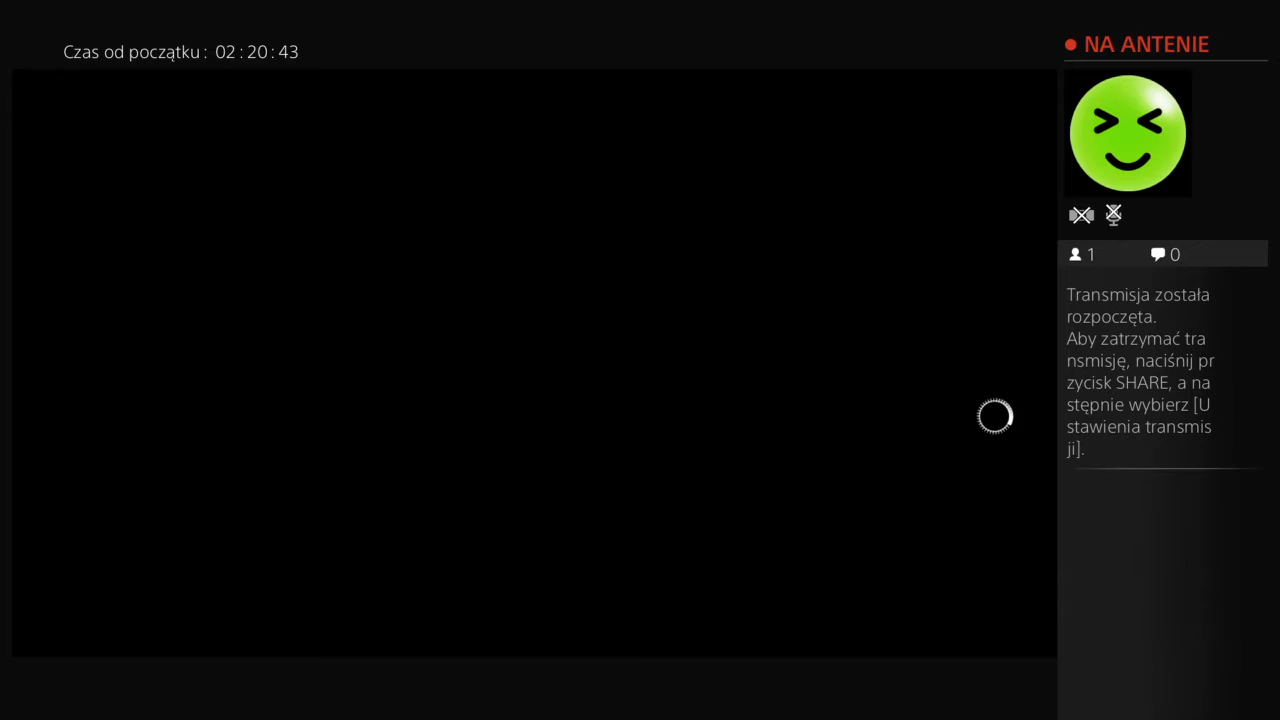 Czas od początku : 02 : 20 : 43
NA ANTENIE
1
0
Transmisja została
rozpoczęta.
Aby zatrzymać tra
nsmisję, naciśnij pr
zycisk SHARE, a na
stępnie wybierz [U
stawienia transmis
ji].